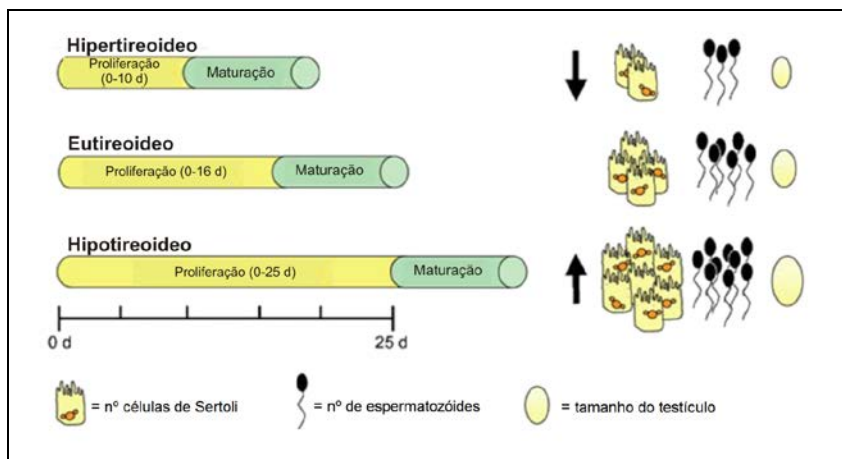 Hipertireoideo
Proliferação
(0-10 d)
Maturação
Eutireoideo
Proliferação (0-16 d)
Maturação
Hipotireoideo
Proliferação (0-25 d)
Maturação
0 d
25 d
= nº células de Sertoli
= nº de espermatozóides
= tamanho do testículo